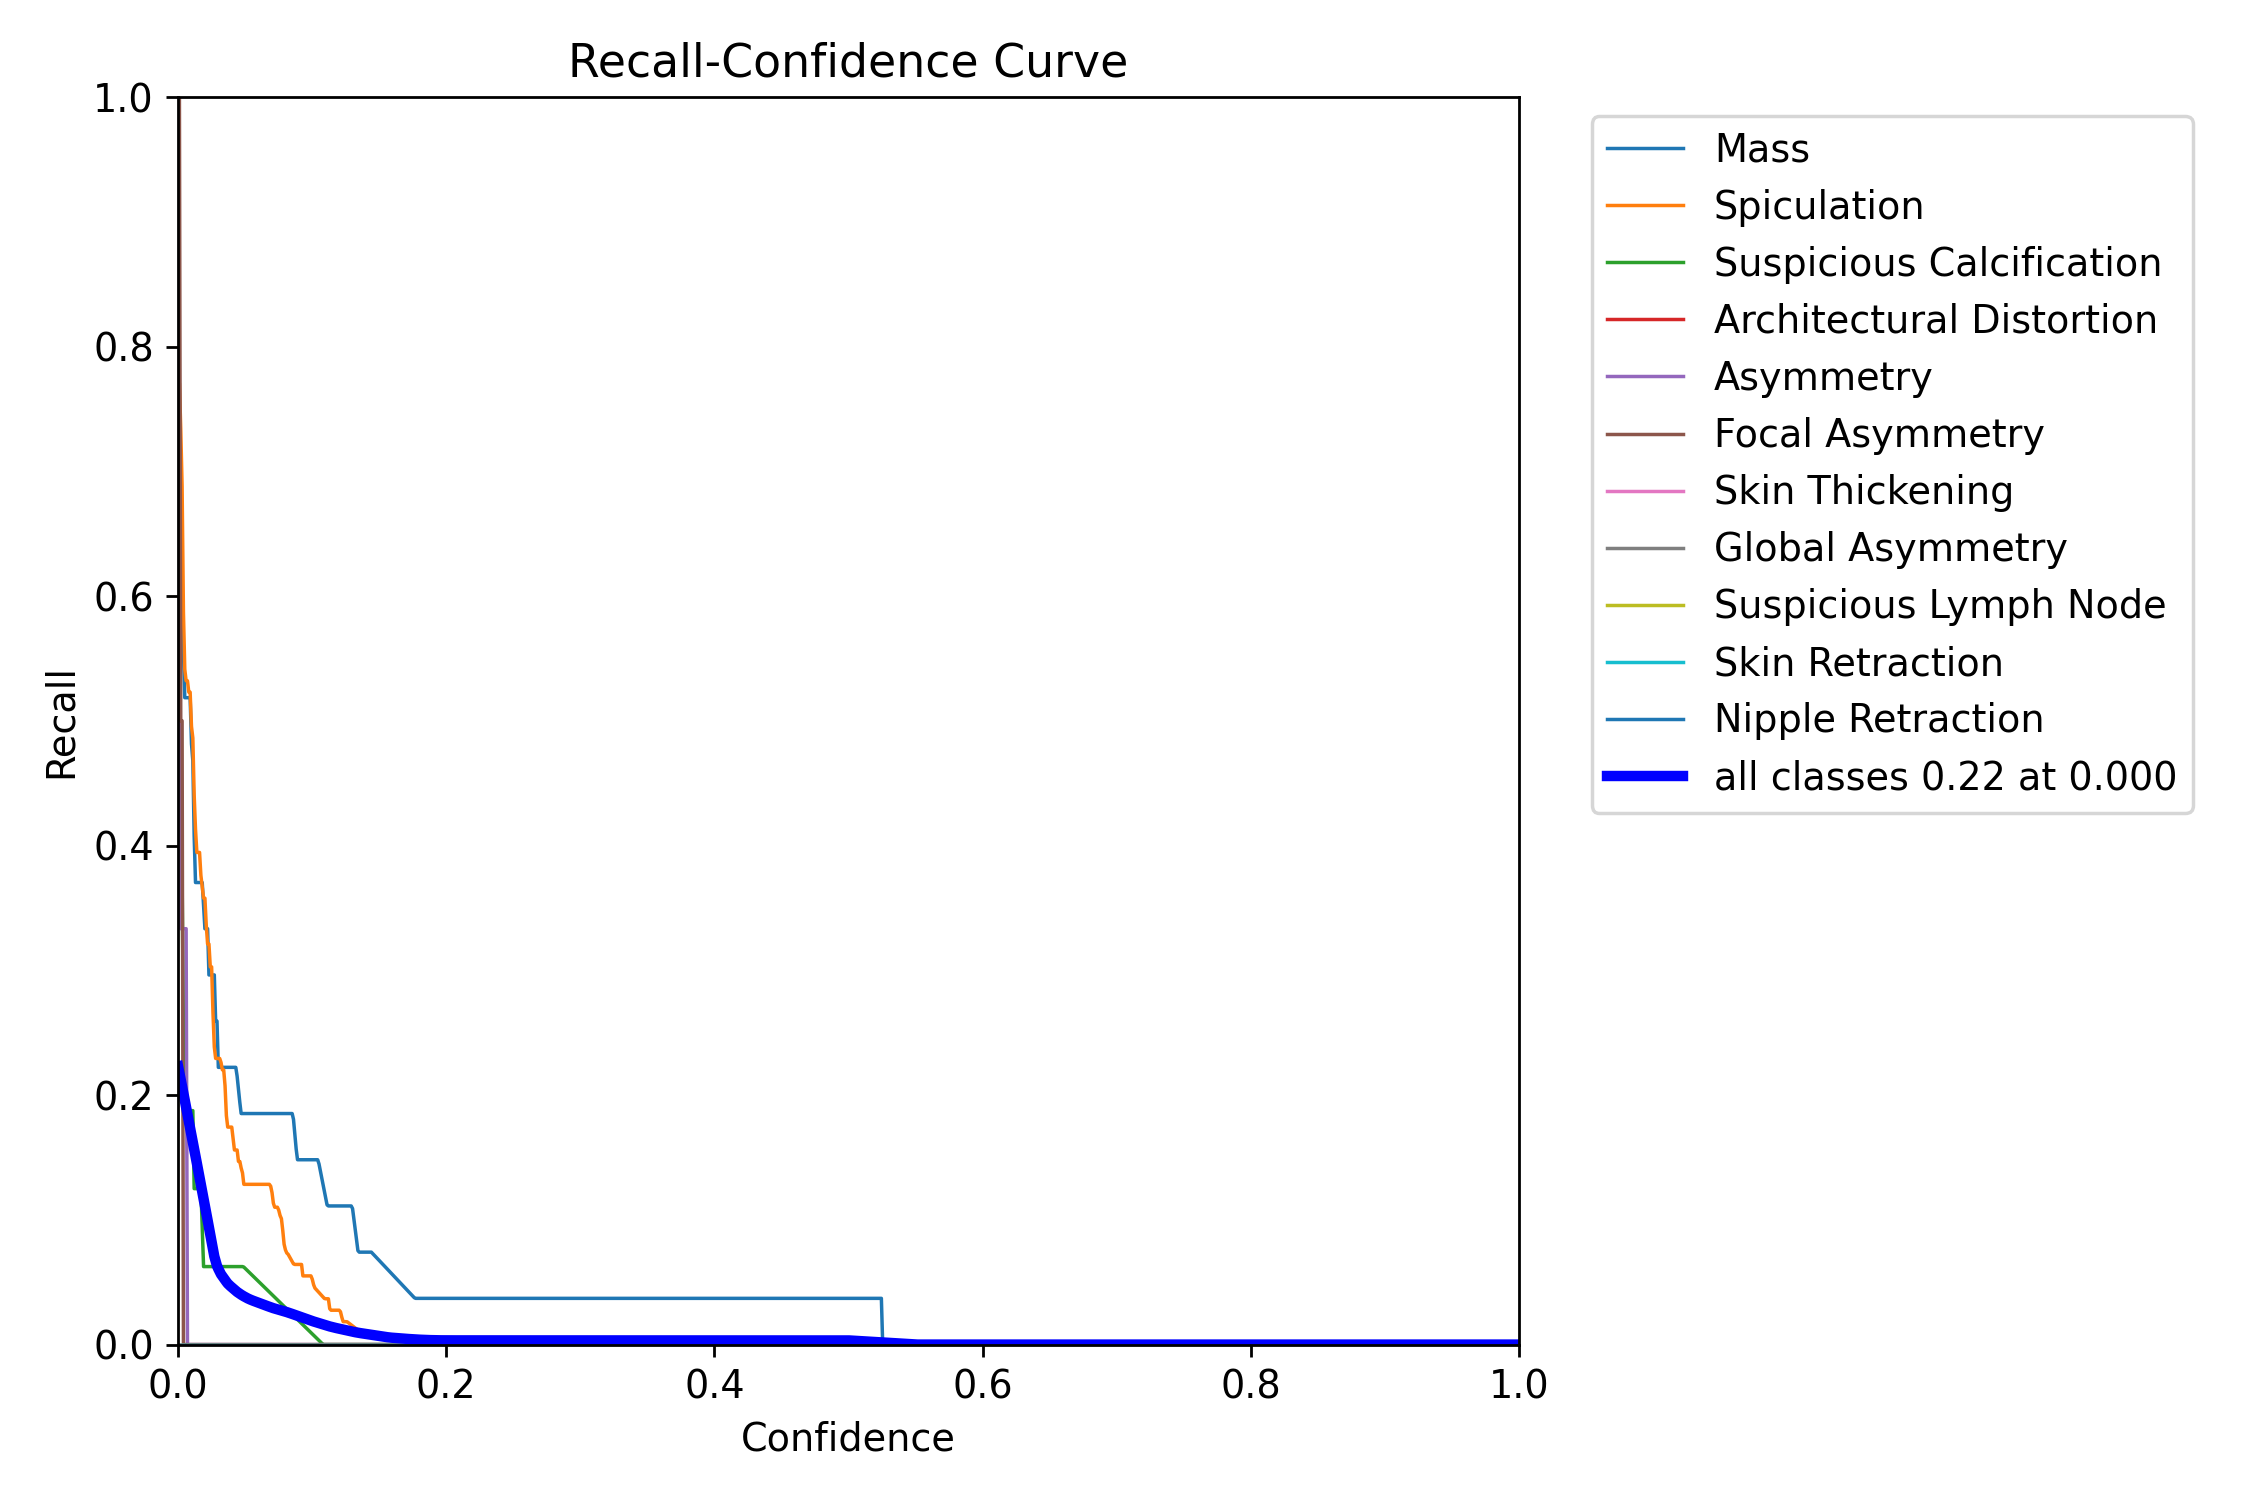 Recall-Confidence Curve
1.0
0.8
0.6
0.4
0.2
0.0
Recall
0.0 0.2 0.4 0.6 0.8 1.0
Confidence
Mass
Spiculation
Suspicious Calcification
Architectural Distortion
Asymmetry
Focal Asymmetry
Skin Thickening
Global Asymmetry
Suspicious Lymph Node
Skin Retraction
Nipple Retraction
all classes 0.22 at 0.000